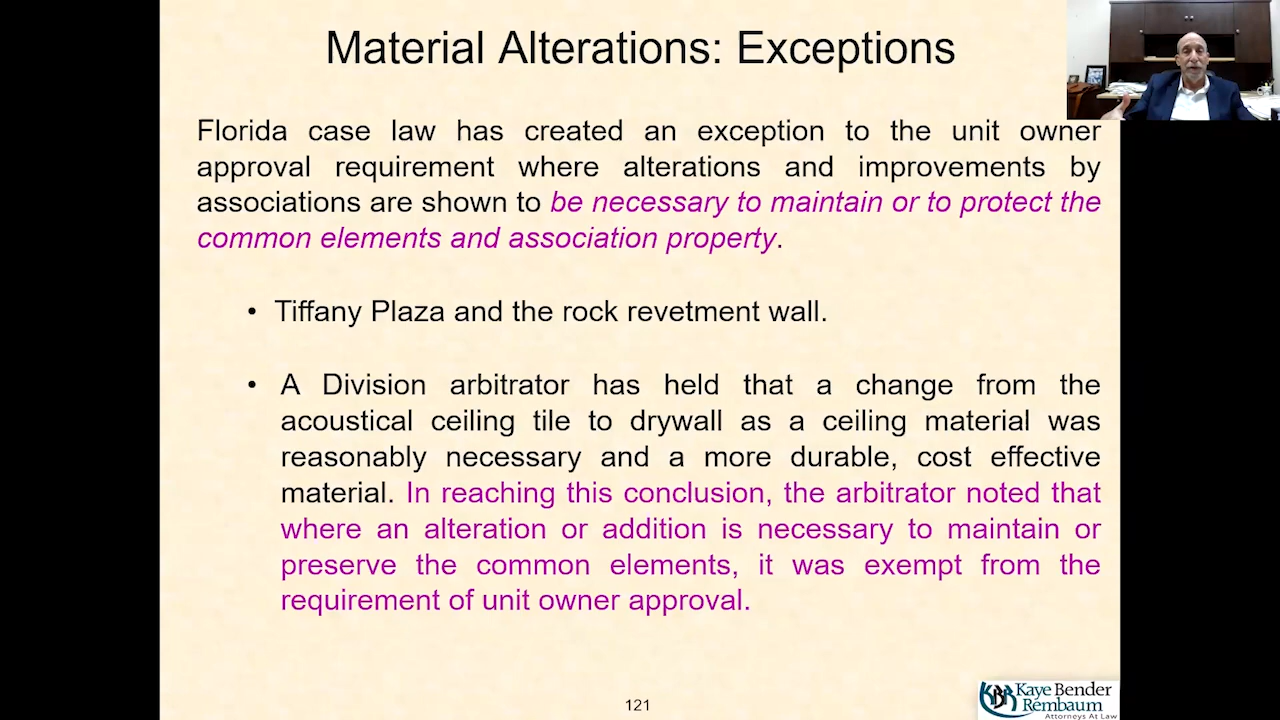 Material Alterations: Exceptions
Florida case law has created an exception to the unit owner
approval requirement where alterations and improvements by
associations are shown to be necessary to maintain or to protect the
common elements and association property.
• Tiffany Plaza and the rock revetment wall.
• A Division arbitrator has held that a change from the
acoustical ceiling tile to drywall as a ceiling material was
reasonably necessary and a more durable, cost effective
material. In reaching this conclusion, the arbitrator noted that
where an alteration or addition is necessary to maintain or
preserve the common elements, it was exempt from the
requirement of unit owner approval.
121
KBR Kaye Bender
Rembaum
Attorneys At Law